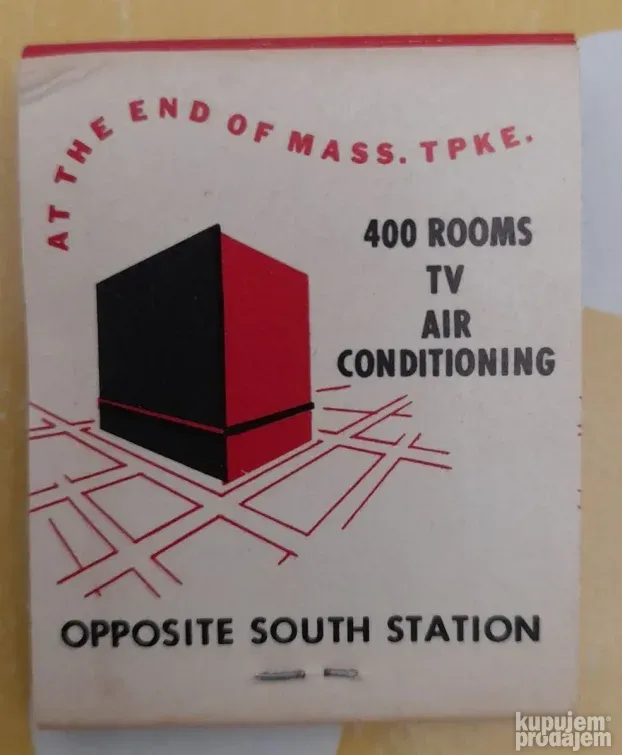 AT THE END OF MASS. TPKE.
400 ROOMS
TV
AIR
CONDITIONING
OPPOSITE SOUTH STATION
kupujem
prodajem